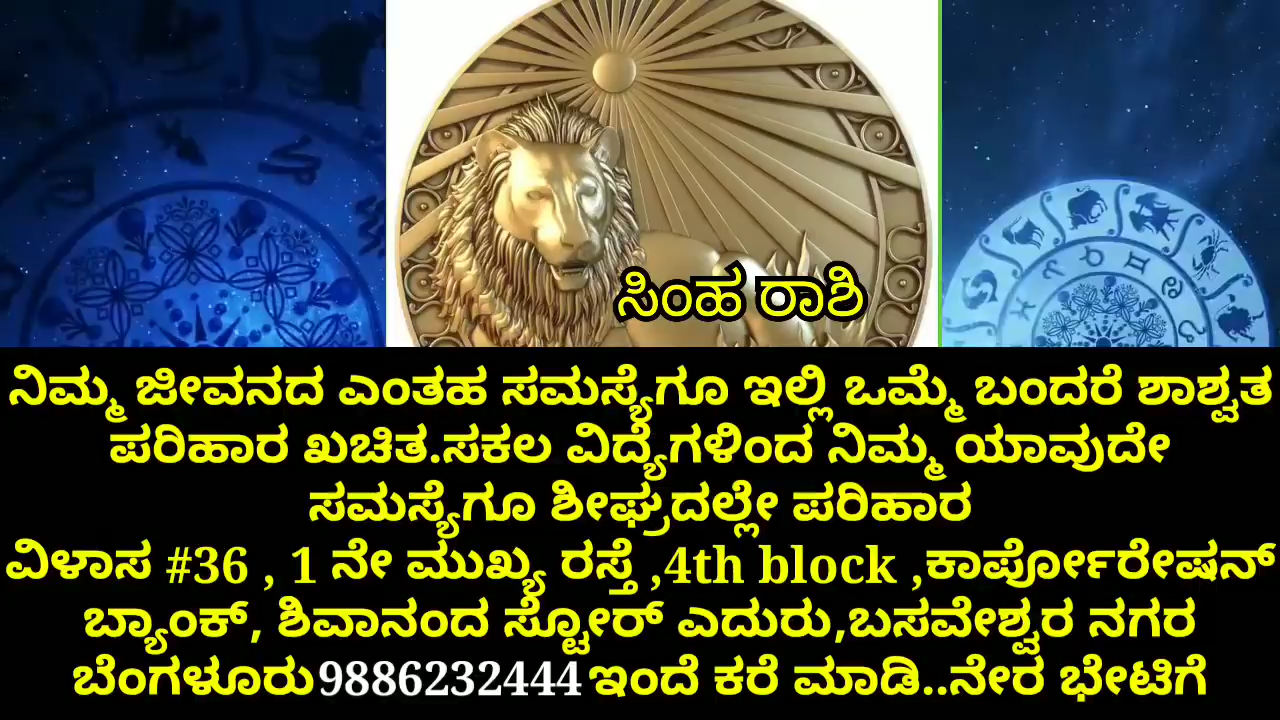 ಸಿಂಹ ರಾಶಿ
ನಿಮ್ಮ ಜೀವನದ ಎಂತಹ ಸಮಸ್ಯೆಗೂ ಇಲ್ಲಿ ಒಮ್ಮೆ ಬಂದರೆ ಶಾಶ್ವತ
ಪರಿಹಾರ ಖಚಿತ.ಸಕಲ ವಿದ್ಯೆಗಳಿಂದ ನಿಮ್ಮ ಯಾವುದೇ
ಸಮಸ್ಯೆಗೂ ಶೀಘ್ರದಲ್ಲೇ ಪರಿಹಾರ
ವಿಳಾಸ #36 , 1 ನೇ ಮುಖ್ಯ ರಸ್ತೆ ,4th block ,ಕಾರ್ಪೋರೇಷನ್
ಬ್ಯಾಂಕ್, ಶಿವಾನಂದ ಸ್ಟೋರ್ ಎದುರು,ಬಸವೇಶ್ವರ ನಗರ
ಬೆಂಗಳೂರು9886232444 ಇಂದೆ ಕರೆ ಮಾಡಿ..ನೇರ ಭೇಟಿಗೆ